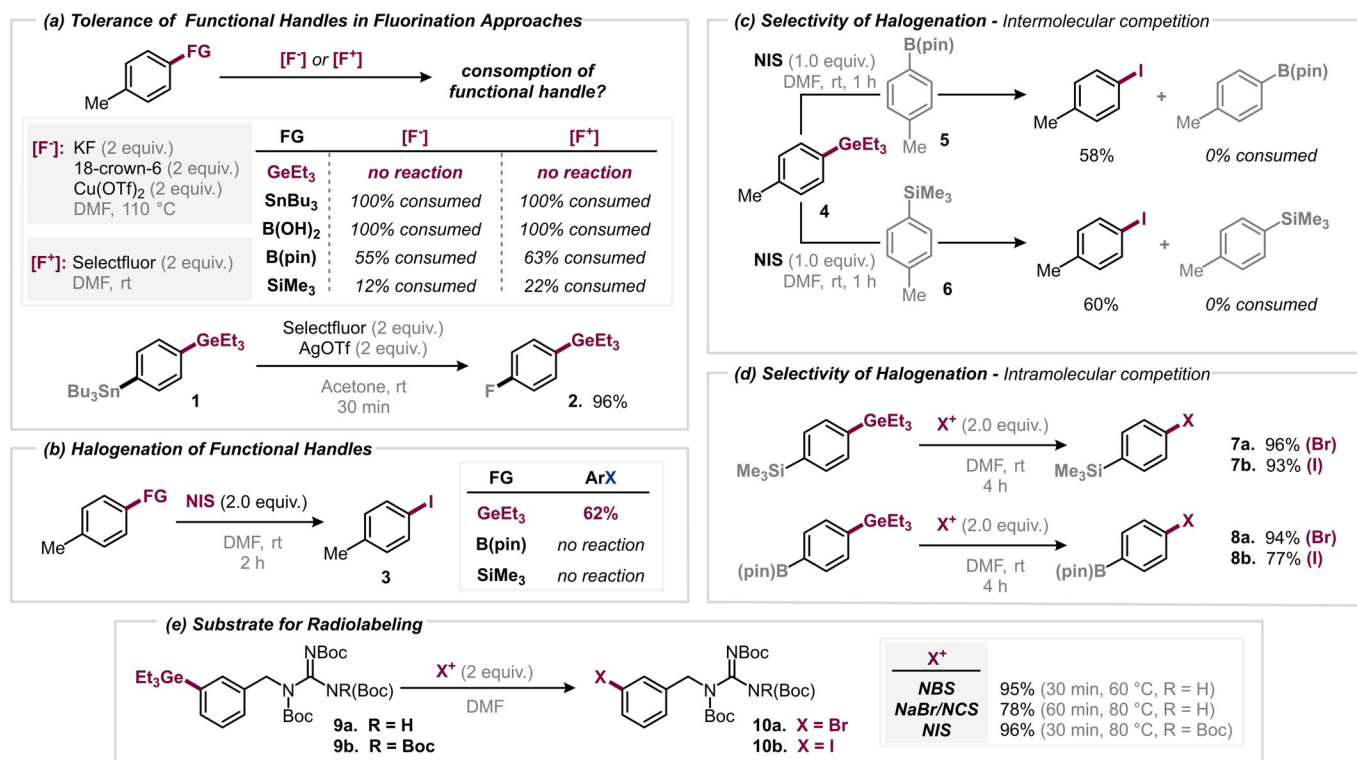 (a) Tolerance of Functional Handles in Fluorination Approaches
FG
Me
[F-] or [F+]
consomption of
functional handle?
[F-]: KF (2 equiv.)
18-crown-6 (2 equiv.)
Cu(OTf)2 (2 equiv.)
DMF, 110 °C
[F+]: Selectfluor (2 equiv.)
DMF, rt
FG [F-] [F+]
GeEt3 no reaction no reaction
SnBu3 100% consumed 100% consumed
B(OH)2 100% consumed 100% consumed
B(pin) 55% consumed 63% consumed
SiMe3 12% consumed 22% consumed
GeEt3
Bu3Sn
1
Selectfluor (2 equiv.)
AgOTf (2 equiv.)
Acetone, rt
30 min
GeEt3
F
2. 96%
(b) Halogenation of Functional Handles
FG
Me
NIS (2.0 equiv.)
DMF, rt
2 h
I
Me
3
FG ArX
GeEt3 62%
B(pin) no reaction
SiMe3 no reaction
(c) Selectivity of Halogenation - Intermolecular competition
NIS (1.0 equiv.)
DMF, rt, 1 h
B(pin)
Me
5
GeEt3
Me
4
I
Me
58%
+
B(pin)
Me
0% consumed
SiMe3
Me
6
NIS (1.0 equiv.)
DMF, rt, 1 h
I
Me
60%
+
SiMe3
Me
0% consumed
(d) Selectivity of Halogenation - Intramolecular competition
GeEt3
Me3Si
X+ (2.0 equiv.)
DMF, rt
4 h
X
Me3Si
7a. 96% (Br)
7b. 93% (I)
GeEt3
(pin)B
X+ (2.0 equiv.)
DMF, rt
4 h
X
(pin)B
8a. 94% (Br)
8b. 77% (I)
(e) Substrate for Radiolabeling
Et3Ge
NBoc
N
NR(Boc)
Boc
9a. R = H
9b. R = Boc
X+ (2 equiv.)
DMF
X
NBoc
N
NR(Boc)
Boc
10a. X = Br
10b. X = I
X+
NBS 95% (30 min, 60 °C, R = H)
NaBr/NCS 78% (60 min, 80 °C, R = H)
NIS 96% (30 min, 80 °C, R = Boc)